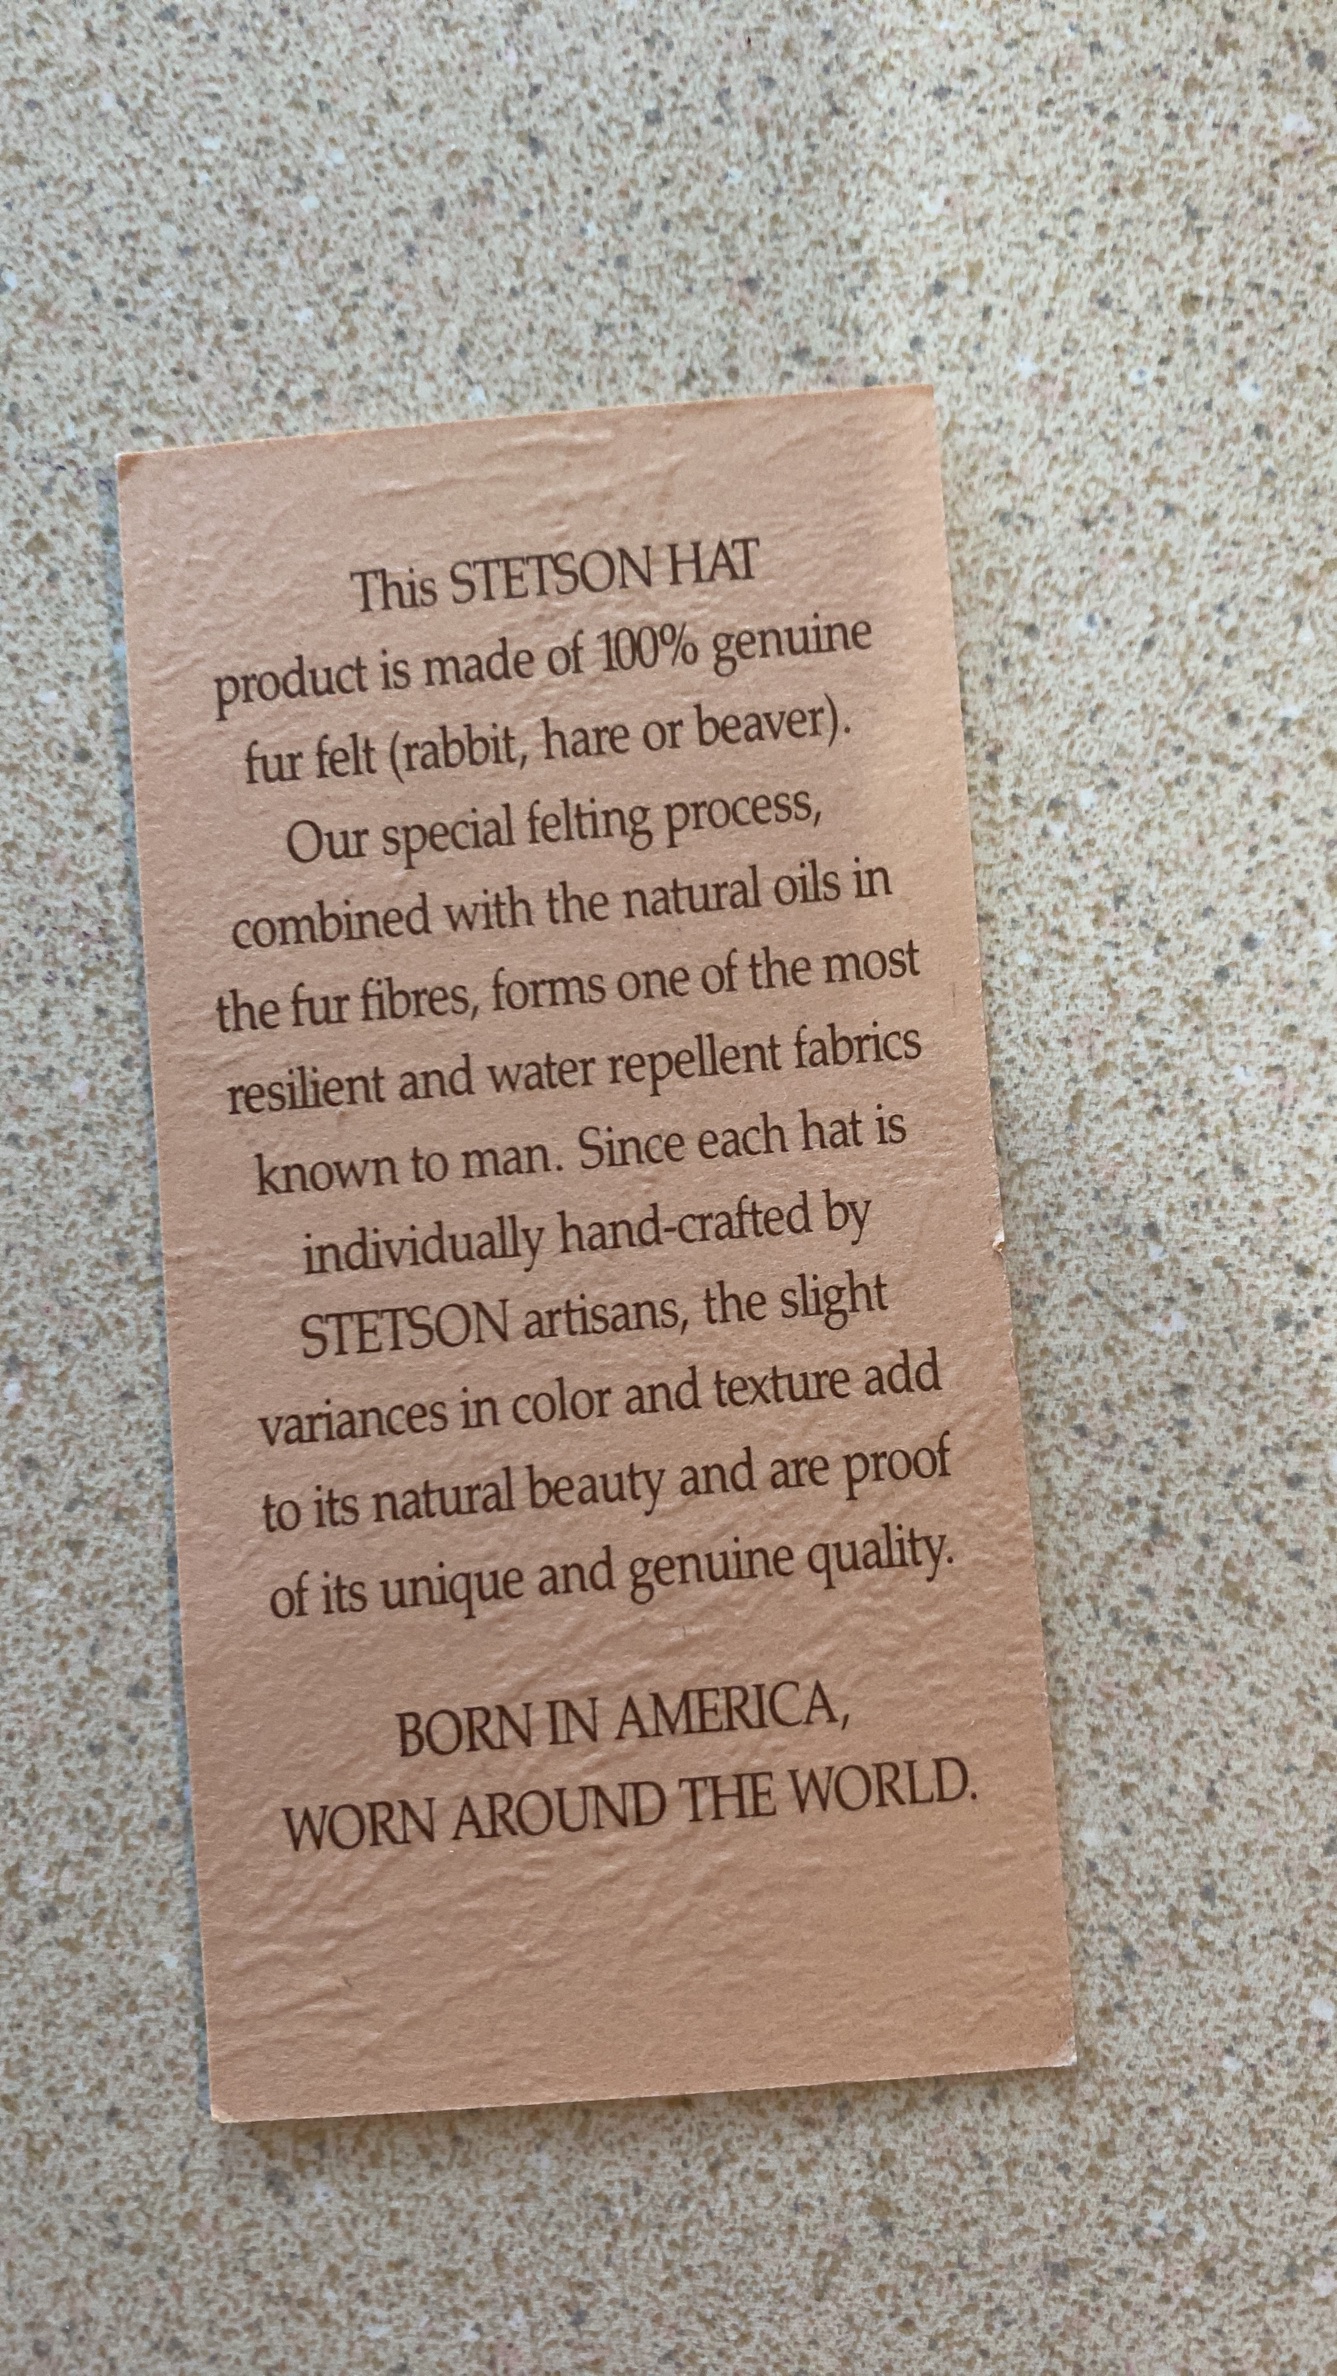 This STETSON HAT
product is made of 100% genuine
fur felt (rabbit, hare or beaver).
Our special felting process,
combined with the natural oils in
the fur fibres, forms one of the most
resilient and water repellent fabrics
known to man. Since each hat is
individually hand-crafted by
STETSON artisans, the slight
variances in color and texture add
to its natural beauty and are proof
of its unique and genuine quality.
BORN IN AMERICA,
WORN AROUND THE WORLD.